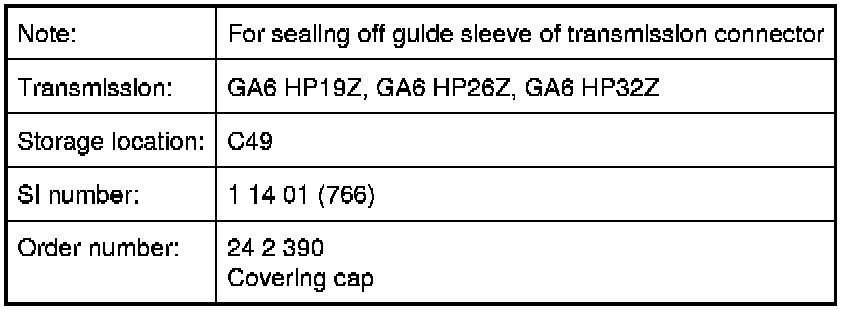 Note: For sealing off guide sleeve of transmission connector
Transmission: GA6 HP19Z, GA6 HP26Z, GA6 HP32Z
Storage location: C49
SI number: 1 14 01 (766)
Order number: 24 2 390
Covering cap